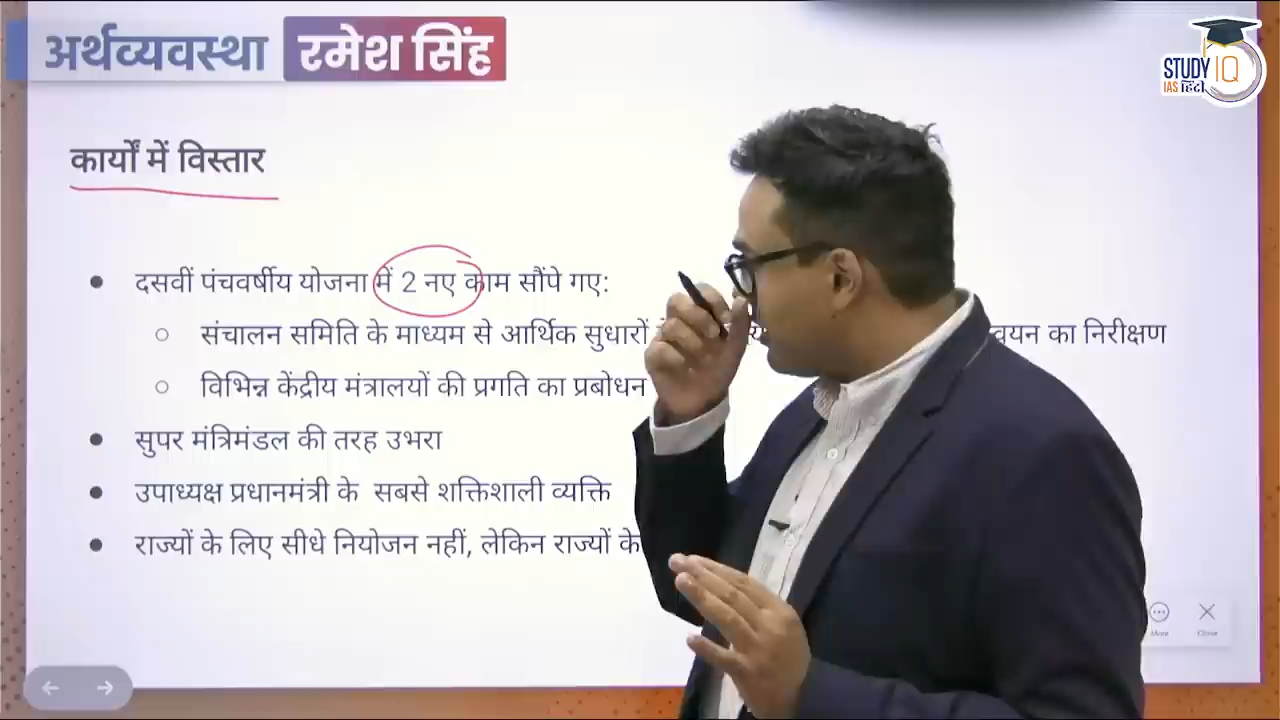 अर्थव्यवस्था रमेश सिंह
STUDY IQ
IAS हिंदी
कार्यों में विस्तार
दसवीं पंचवर्षीय योजना में 2 नए काम सौंपे गए:
संचालन समिति के माध्यम से आर्थिक सुधारों का निरीक्षण
विभिन्न केंद्रीय मंत्रालयों की प्रगति का प्रबोधन
सुपर मंत्रिमंडल की तरह उभरा
उपाध्यक्ष प्रधानमंत्री के सबसे शक्तिशाली व्यक्ति
राज्यों के लिए सीधे नियोजन नहीं, लेकिन राज्यों के
More Close